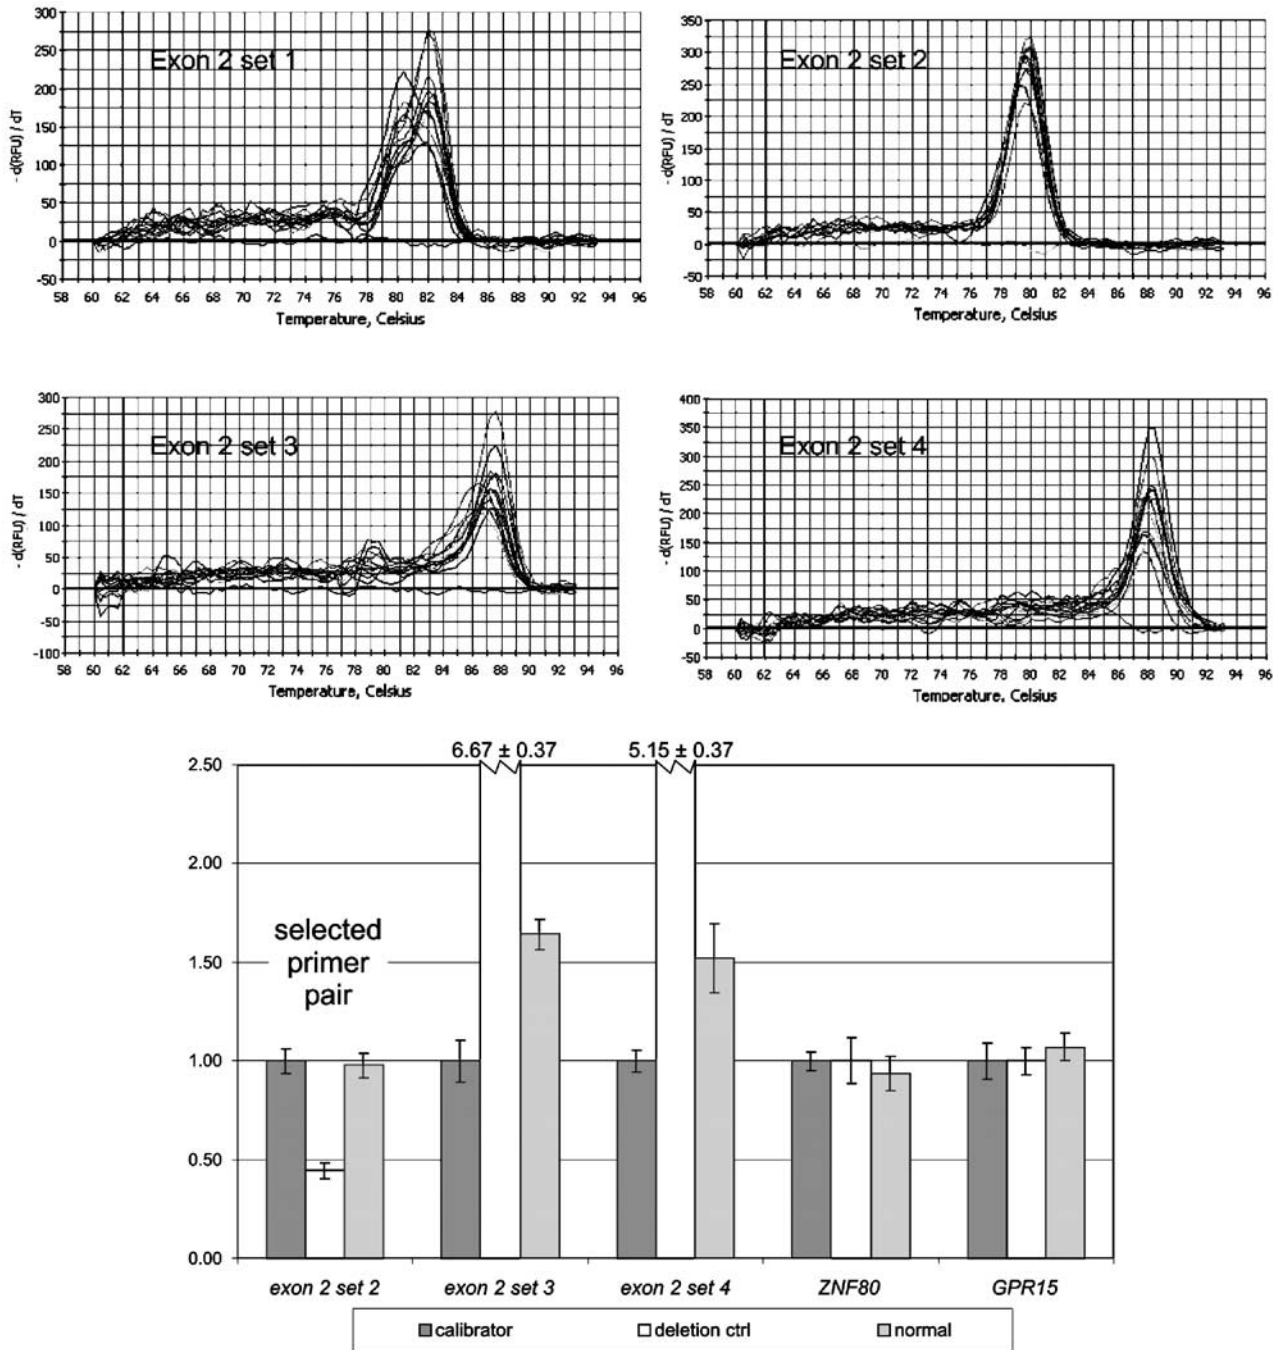 Exon 2 set 1
- d(RFU) / dT
300
250
200
150
100
50
0
-50
58 60 62 64 66 68 70 72 74 76 78 80 82 84 86 88 90 92 94 96
Temperature, Celsius
Exon 2 set 2
- d(RFU) / dT
350
300
250
200
150
100
50
0
-50
58 60 62 64 66 68 70 72 74 76 78 80 82 84 86 88 90 92 94 96
Temperature, Celsius
Exon 2 set 3
- d(RFU) / dT
300
250
200
150
100
50
0
-50
-100
58 60 62 64 66 68 70 72 74 76 78 80 82 84 86 88 90 92 94 96
Temperature, Celsius
Exon 2 set 4
- d(RFU) / dT
400
350
300
250
200
150
100
50
0
-50
58 60 62 64 66 68 70 72 74 76 78 80 82 84 86 88 90 92 94 96
Temperature, Celsius
6.67 ± 0.37 5.15 ± 0.37
2.50
2.00
1.50
1.00
0.50
0.00
selected
primer
pair
exon 2 set 2 exon 2 set 3 exon 2 set 4 ZNF80 GPR15
calibrator deletion ctrl normal